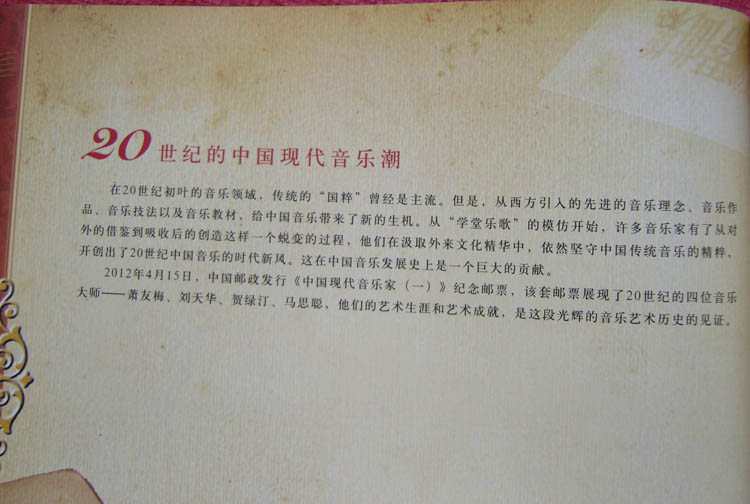 20世纪的中国现代音乐潮
在20世纪初叶的音乐领域，传统的“国粹”曾经是主流。但是，从西方引入的先进的音乐理念、音乐作
品、音乐技法以及音乐教材，给中国音乐带来了新的生机。从“学堂乐歌”的模仿开始，许多音乐家有了从对
外的借鉴到吸收后的创造这样一个蜕变的过程，他们在汲取外来文化精华中，依然坚守中国传统音乐的精粹，
开创出了20世纪中国音乐的时代新风。这在中国音乐发展史上是一个巨大的贡献。
2012年4月15日，中国邮政发行《中国现代音乐家（一）》纪念邮票，该套邮票展现了20世纪的四位音乐
大师——萧友梅、刘天华、贺绿汀、马思聪，他们的艺术生涯和艺术成就，是这段光辉的音乐艺术历史的见证。